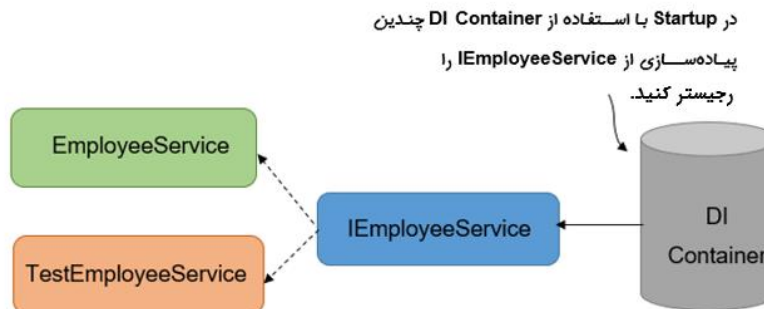 در Startup با استفاده از DI Container چندین
پیاده‌سازی از IEmployeeService را
رجیستر کنید.
EmployeeService
IEmployeeService
TestEmployeeService
DI
Container